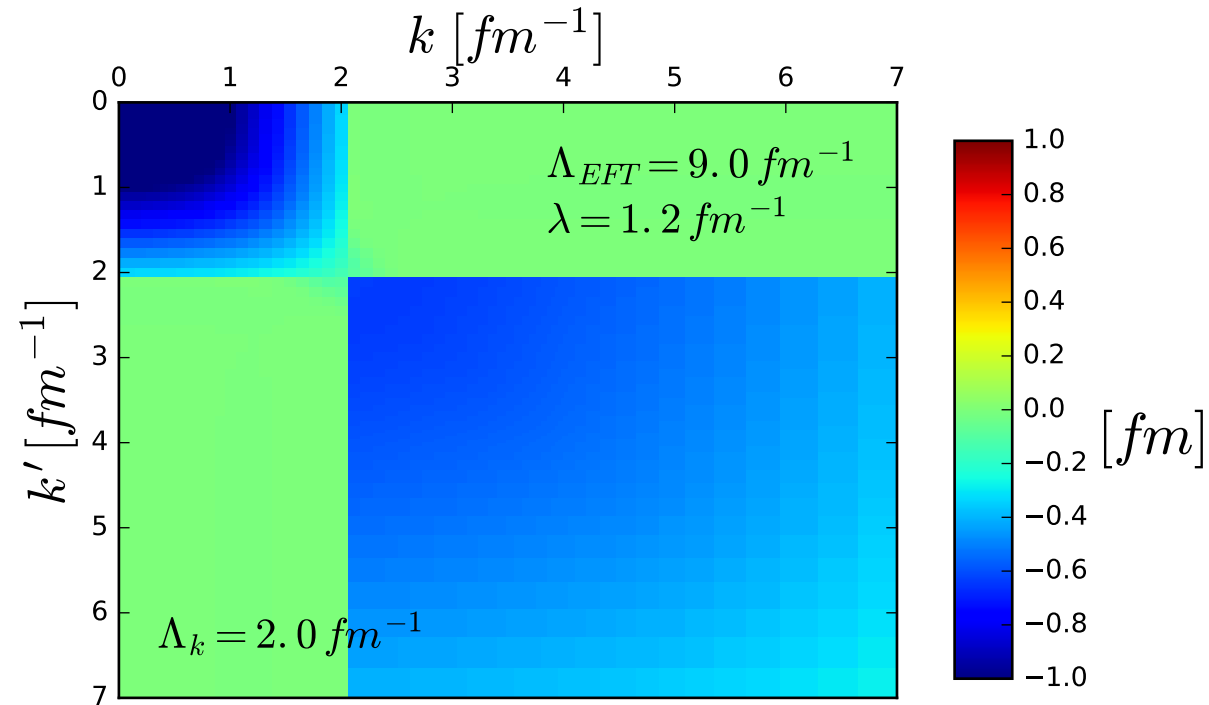 k [fm⁻¹]
0 1 2 3 4 5 6 7
0
1
2
3
4
5
6
7
k′ [fm⁻¹]
Λ_EFT = 9.0 fm⁻¹
λ = 1.2 fm⁻¹
Λ_k = 2.0 fm⁻¹
1.0
0.8
0.6
0.4
0.2
0.0
−0.2
−0.4
−0.6
−0.8
−1.0
[fm]